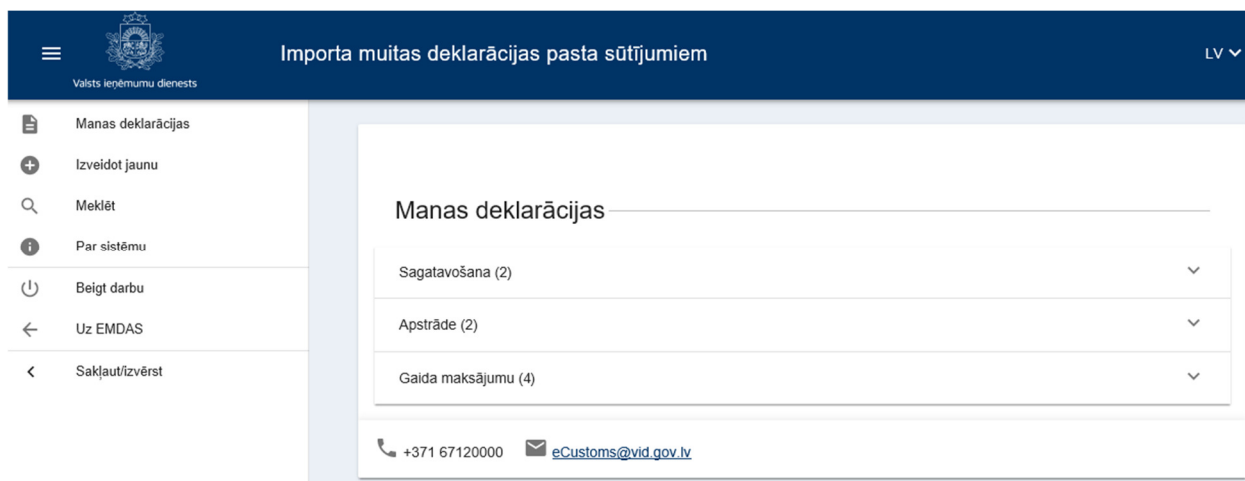 Valsts ieņēmumu dienests
Importa muitas deklarācijas pasta sūtījumiem
LV
Manas deklarācijas
Izveidot jaunu
Meklēt
Par sistēmu
Beigt darbu
Uz EMDAS
Sakļaut/izvērst
Manas deklarācijas
Sagatavošana (2)
Apstrāde (2)
Gaida maksājumu (4)
+371 67120000 eCustoms@vid.gov.lv